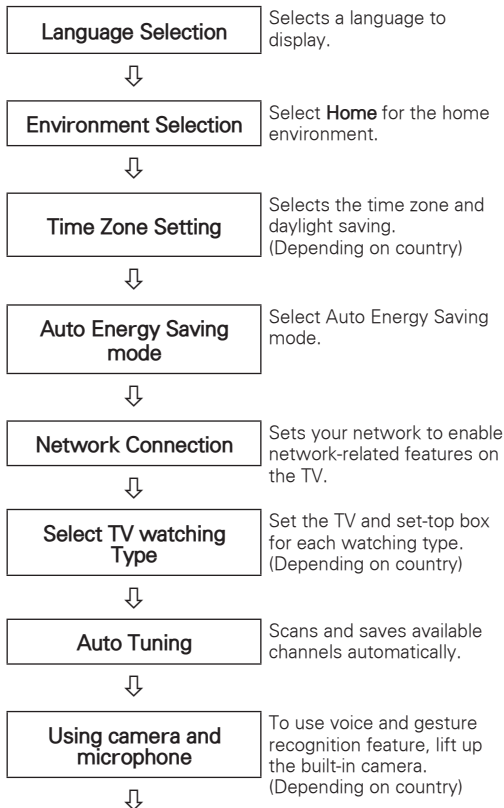 Language Selection
Selects a language to
display.
Environment Selection
Select Home for the home
environment.
Time Zone Setting
Selects the time zone and
daylight saving.
(Depending on country)
Auto Energy Saving
mode
Select Auto Energy Saving
mode.
Network Connection
Sets your network to enable
network-related features on
the TV.
Select TV watching
Type
Set the TV and set-top box
for each watching type.
(Depending on country)
Auto Tuning
Scans and saves available
channels automatically.
Using camera and
microphone
To use voice and gesture
recognition feature, lift up
the built-in camera.
(Depending on country)